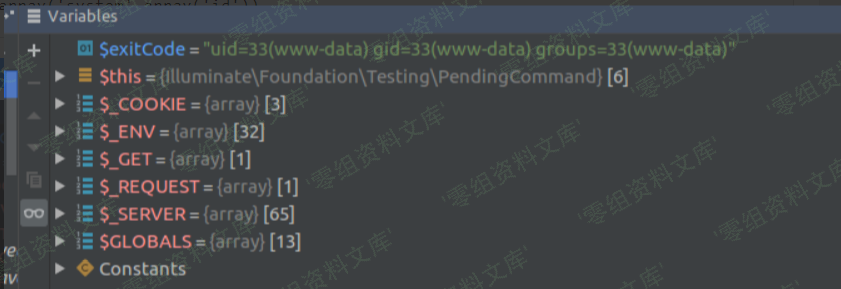 Variables
$exitCode = "uid=33(www-data) gid=33(www-data) groups=33(www-data)"
$this = {Illuminate\Foundation\Testing\PendingCommand} [6]
$_COOKIE = {array} [3]
$_ENV = {array} [32]
$_GET = {array} [1]
$_REQUEST = {array} [1]
$_SERVER = {array} [65]
$GLOBALS = {array} [13]
Constants
'零组资料文库'